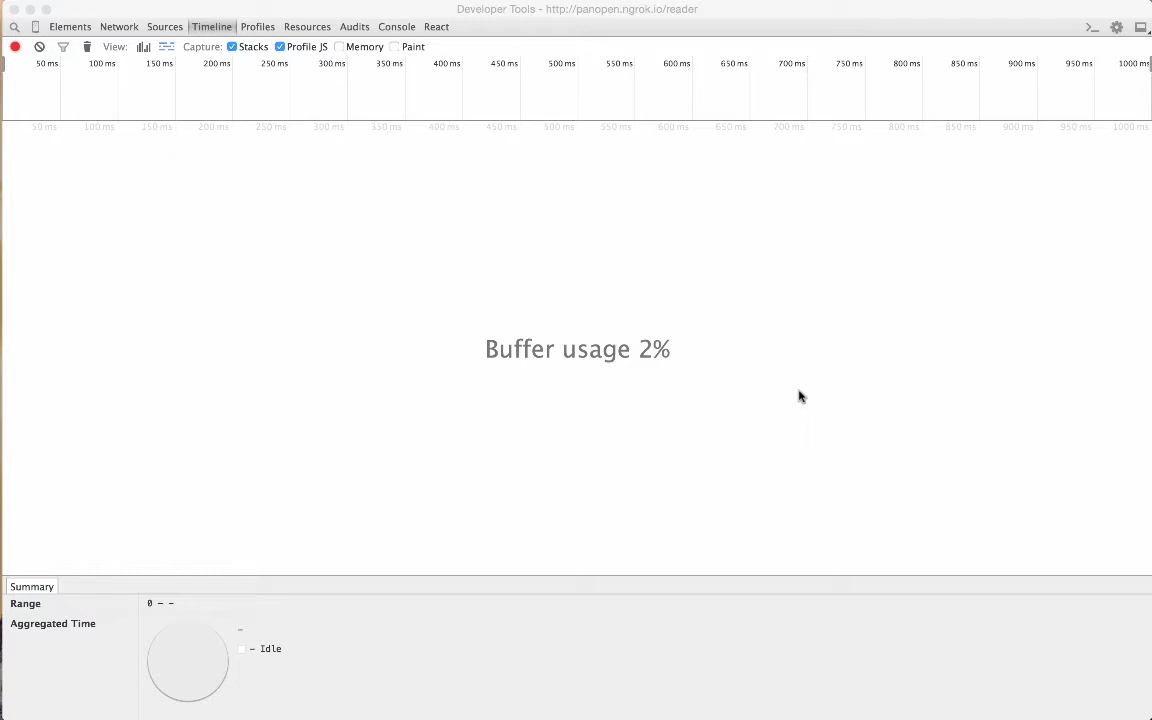 Developer Tools - http://panopen.ngrok.io/reader
Elements Network Sources Timeline Profiles Resources Audits Console React
View: Capture: Stacks Profile JS Memory Paint
50 ms 100 ms 150 ms 200 ms 250 ms 300 ms 350 ms 400 ms 450 ms 500 ms 550 ms 600 ms 650 ms 700 ms 750 ms 800 ms 850 ms 900 ms 950 ms 1000 ms
50 ms 100 ms 150 ms 200 ms 250 ms 300 ms 350 ms 400 ms 450 ms 500 ms 550 ms 600 ms 650 ms 700 ms 750 ms 800 ms 850 ms 900 ms 950 ms 1000 ms
Buffer usage 2%
Summary
Range 0 – –
Aggregated Time
–
– Idle